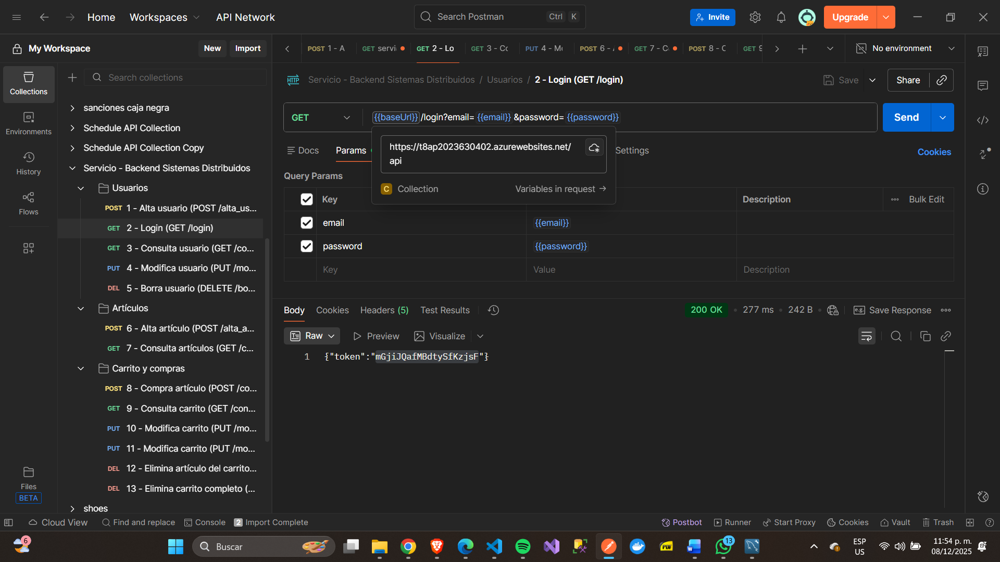 Home
Workspaces
API Network
Search Postman
Ctrl
K
Invite
Upgrade
My Workspace
New
Import
POST 1 - A
GET servi
GET 2 - Lo
GET 3 - Co
PUT 4 - Mo
POST 6 -
GET 7 - C
POST 8 - C
GET 9
No environment
Collections
Environments
History
Flows
Files
BETA
Search collections
sanciones caja negra
Schedule API Collection
Schedule API Collection Copy
Servicio - Backend Sistemas Distribuidos
Usuarios
POST 1 - Alta usuario (POST /alta_us...
GET 2 - Login (GET /login)
GET 3 - Consulta usuario (GET /co...
PUT 4 - Modifica usuario (PUT /mo...
DEL 5 - Borra usuario (DELETE /bo...
Artículos
POST 6 - Alta artículo (POST /alta_a...
GET 7 - Consulta artículos (GET /c...
Carrito y compras
POST 8 - Compra artículo (POST /co...
GET 9 - Consulta carrito (GET /con...
PUT 10 - Modifica carrito (PUT /mo...
PUT 11 - Modifica carrito (PUT /mo...
DEL 12 - Elimina artículo del carrito...
DEL 13 - Elimina carrito completo (...
shoes
HTTP
Servicio - Backend Sistemas Distribuidos / Usuarios / 2 - Login (GET /login)
Save
Share
GET
{{baseUrl}}/login?email={{email}}&password={{password}}
Send
https://t8ap2023630402.azurewebsites.net/
api
C Collection
Variables in request →
Docs
Params
Settings
Cookies
Query Params
Key
Description
Bulk Edit
email
{{email}}
password
{{password}}
Key
Value
Description
Body
Cookies
Headers (5)
Test Results
200 OK
277 ms
242 B
e.g. Save Response
Raw
Preview
Visualize
1 {"token":"mGjiJQafMBdtySfKzjsF"}
Cloud View
Find and replace
Console
2 Import Complete
Postbot
Runner
Start Proxy
Cookies
Vault
Trash
6
Buscar
PDF
13
ESP
US
11:54 p. m.
08/12/2025